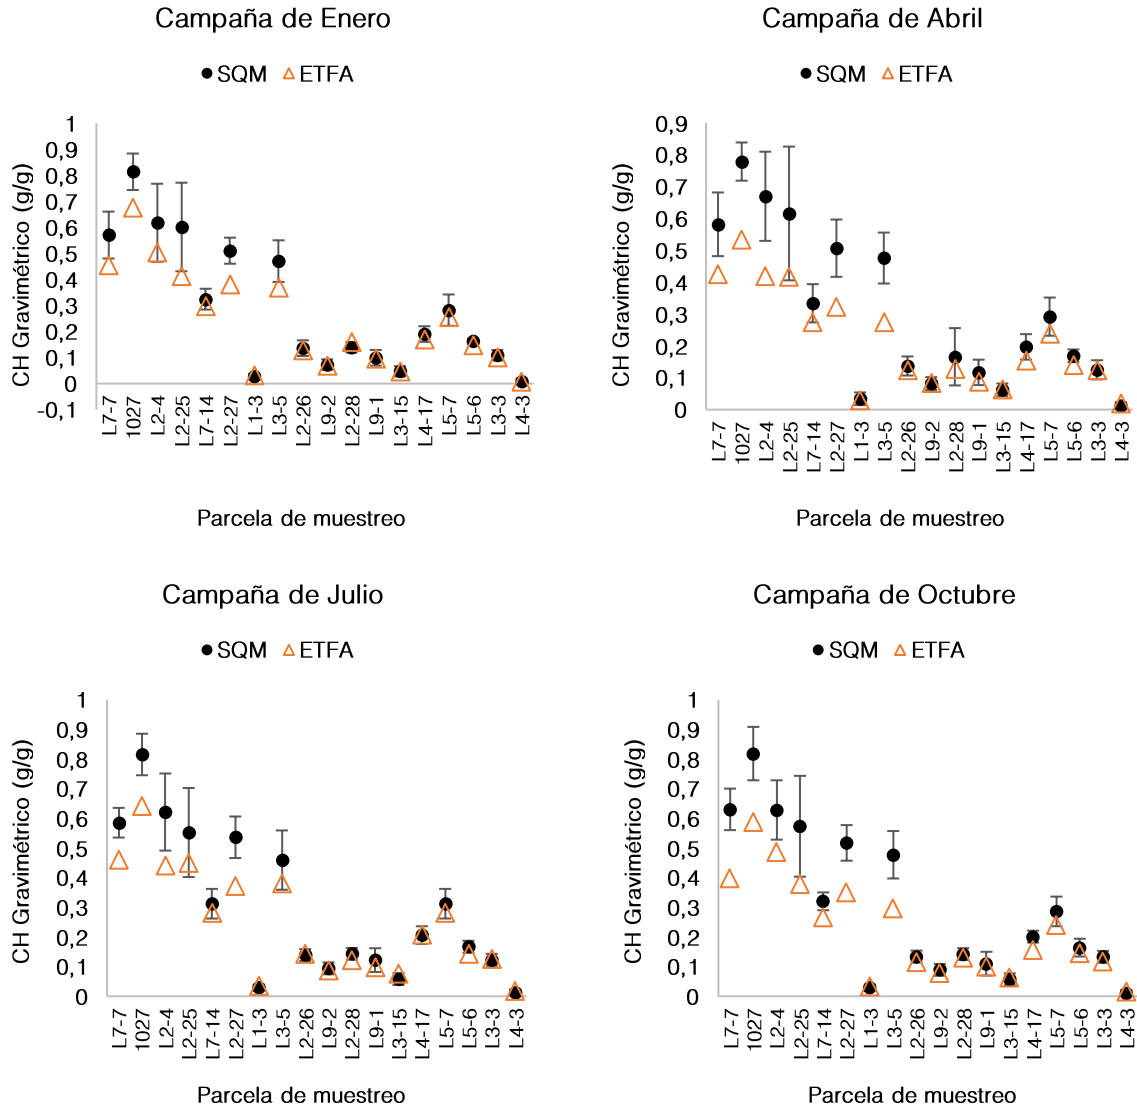 Campaña de Enero
SQM ETFA
CH Gravimétrico (g/g)
1
0,9
0,8
0,7
0,6
0,5
0,4
0,3
0,2
0,1
0
-0,1
L7-7 1027 L2-4 L2-25 L7-14 L2-27 L1-3 L3-5 L2-26 L9-2 L2-28 L9-1 L3-15 L4-17 L5-7 L5-6 L3-3 L4-3
Parcela de muestreo
Campaña de Abril
SQM ETFA
CH Gravimétrico (g/g)
0,9
0,8
0,7
0,6
0,5
0,4
0,3
0,2
0,1
0
L7-7 1027 L2-4 L2-25 L7-14 L2-27 L1-3 L3-5 L2-26 L9-2 L2-28 L9-1 L3-15 L4-17 L5-7 L5-6 L3-3 L4-3
Parcela de muestreo
Campaña de Julio
SQM ETFA
CH Gravimétrico (g/g)
1
0,9
0,8
0,7
0,6
0,5
0,4
0,3
0,2
0,1
0
L7-7 1027 L2-4 L2-25 L7-14 L2-27 L1-3 L3-5 L2-26 L9-2 L2-28 L9-1 L3-15 L4-17 L5-7 L5-6 L3-3 L4-3
Parcela de muestreo
Campaña de Octubre
SQM ETFA
CH Gravimétrico (g/g)
1
0,9
0,8
0,7
0,6
0,5
0,4
0,3
0,2
0,1
0
L7-7 1027 L2-4 L2-25 L7-14 L2-27 L1-3 L3-5 L2-26 L9-2 L2-28 L9-1 L3-15 L4-17 L5-7 L5-6 L3-3 L4-3
Parcela de muestreo